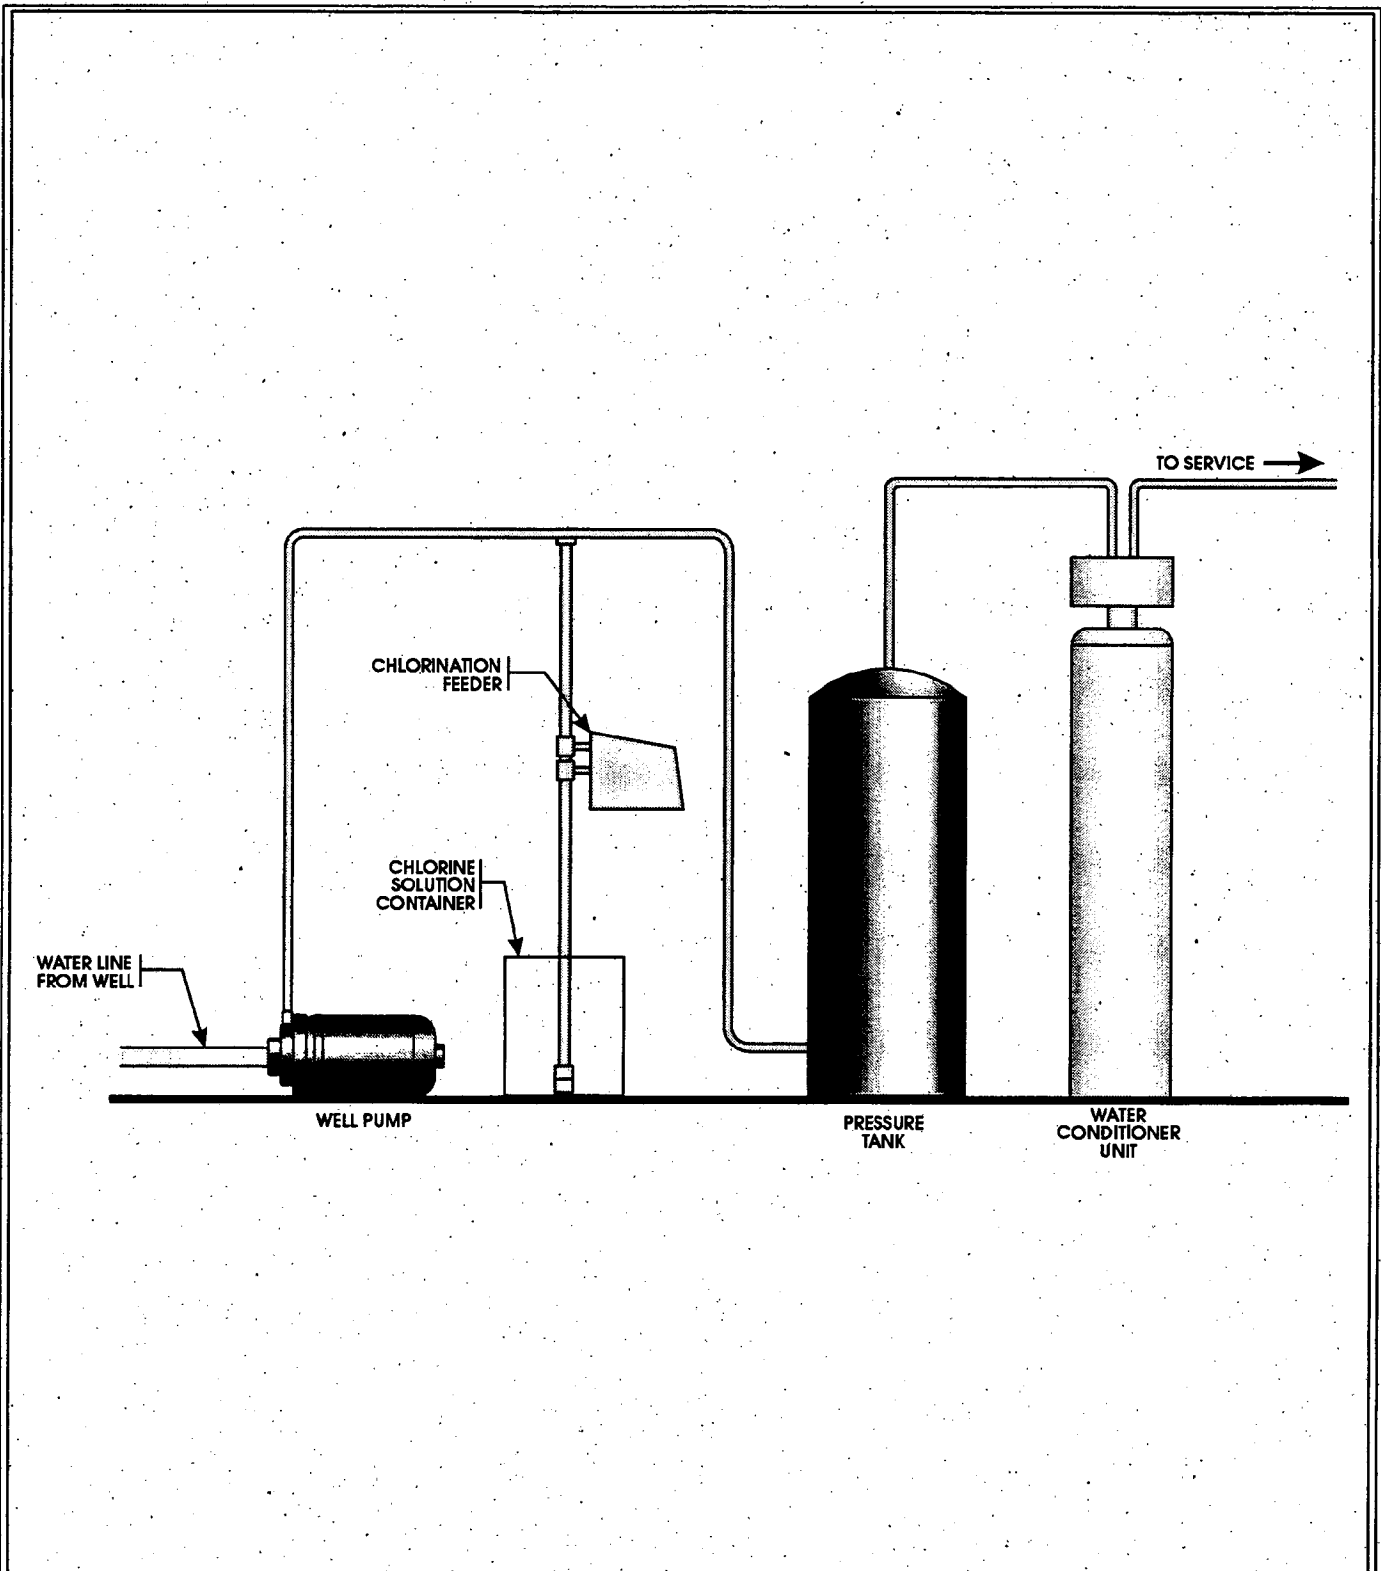 TO SERVICE
CHLORINATION
FEEDER
CHLORINE
SOLUTION
CONTAINER
WATER LINE
FROM WELL
WELL PUMP
PRESSURE
TANK
WATER
CONDITIONER
UNIT